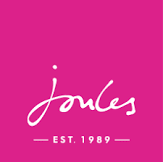 joules
— EST. 1989 —